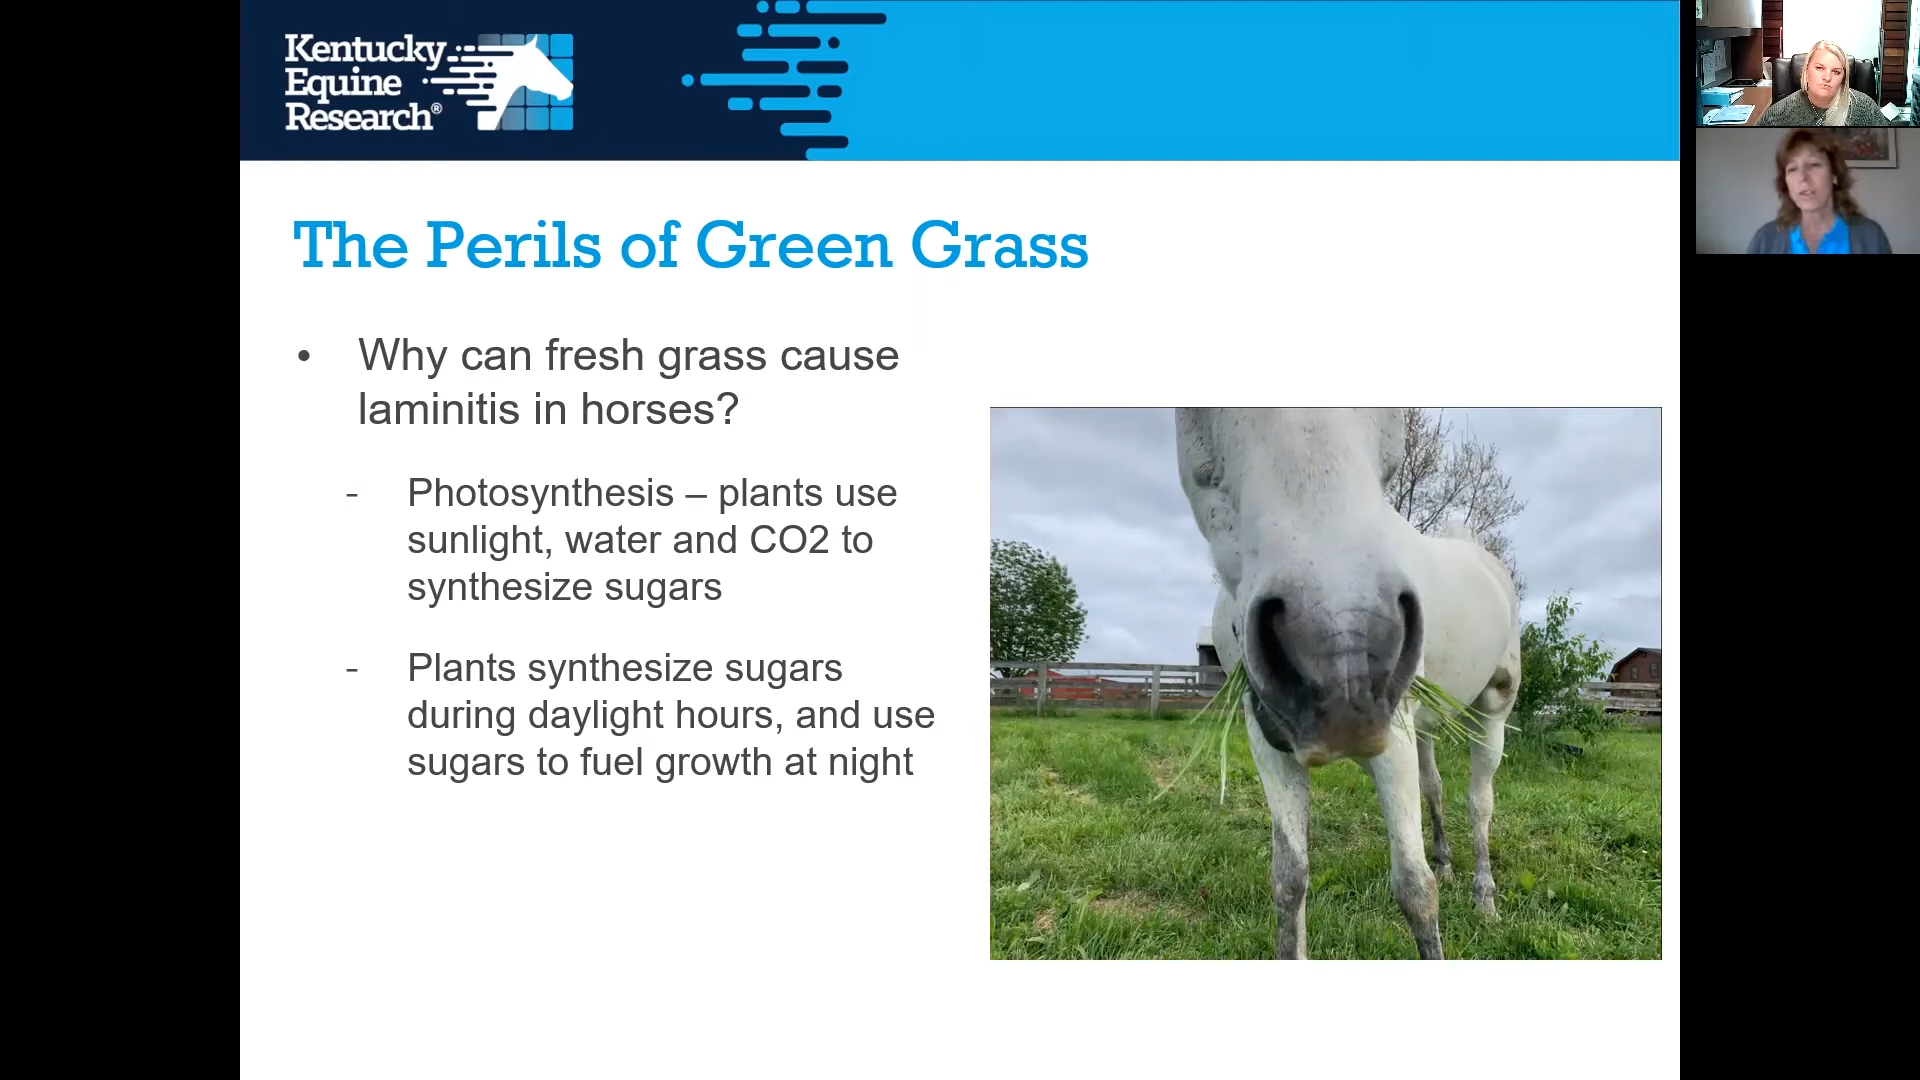 Kentucky
Equine
Research®
The Perils of Green Grass
• Why can fresh grass cause
laminitis in horses?
- Photosynthesis – plants use
sunlight, water and CO2 to
synthesize sugars
- Plants synthesize sugars
during daylight hours, and use
sugars to fuel growth at night